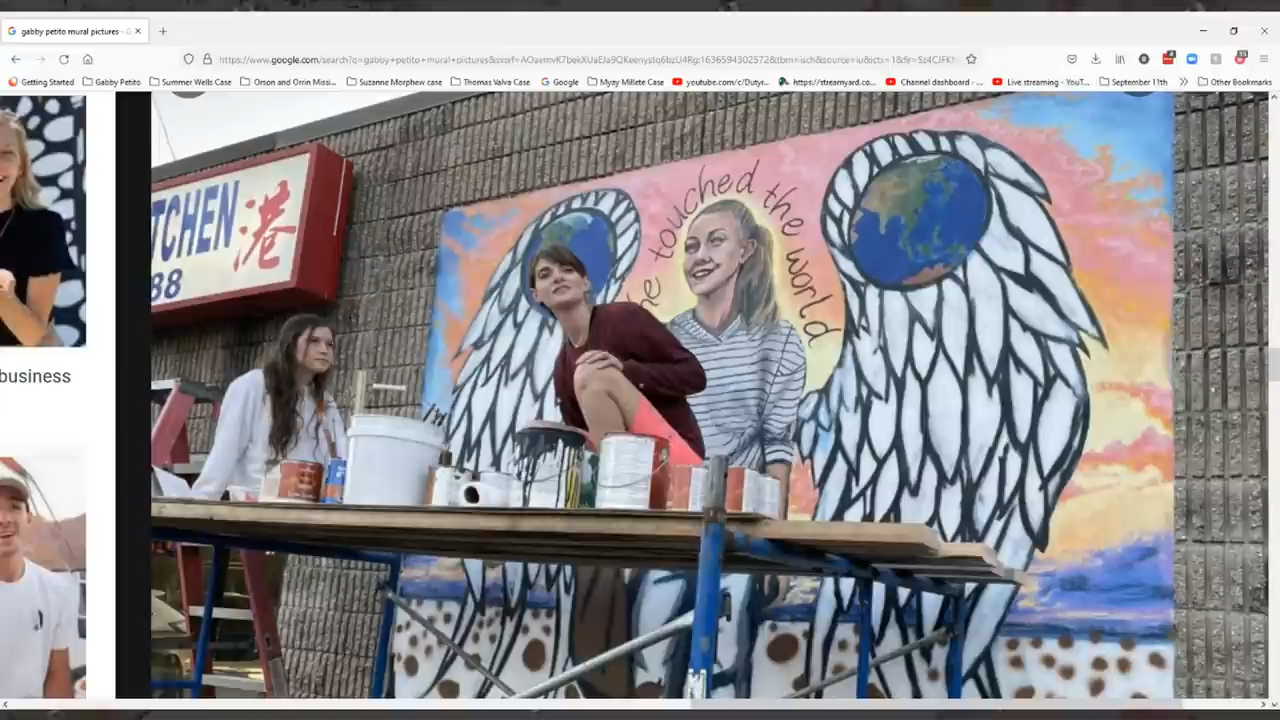 gabby petito mural pictures - G
https://www.google.com/search?q=gabby+petito+mural+pictures
Getting Started
Gabby Petito
Summer Wells Case
Orson and Orrin Missi...
Suzanne Morphew case
Thomas Valva Case
Google
Myay Millete Case
youtube.com/c/Dutyr...
https://streamyard.co...
Channel dashboard - ...
Live streaming - YouT...
September 11th
Other Bookmarks
TCHEN
港
88
he touched the world
business